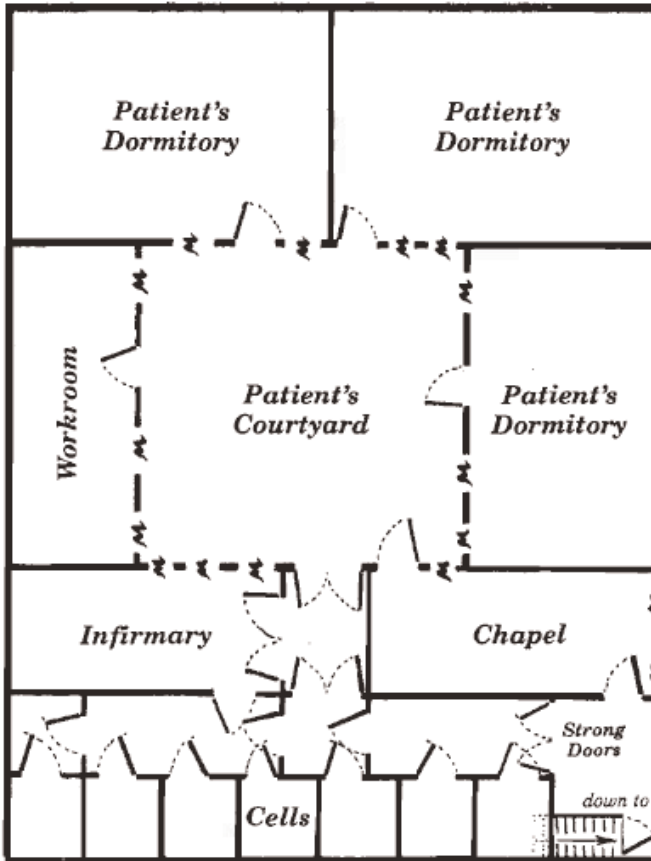 Patient's
Dormitory
Patient's
Dormitory
Workroom
Patient's
Courtyard
Patient's
Dormitory
Infirmary
Chapel
Strong
Doors
Cells
down to